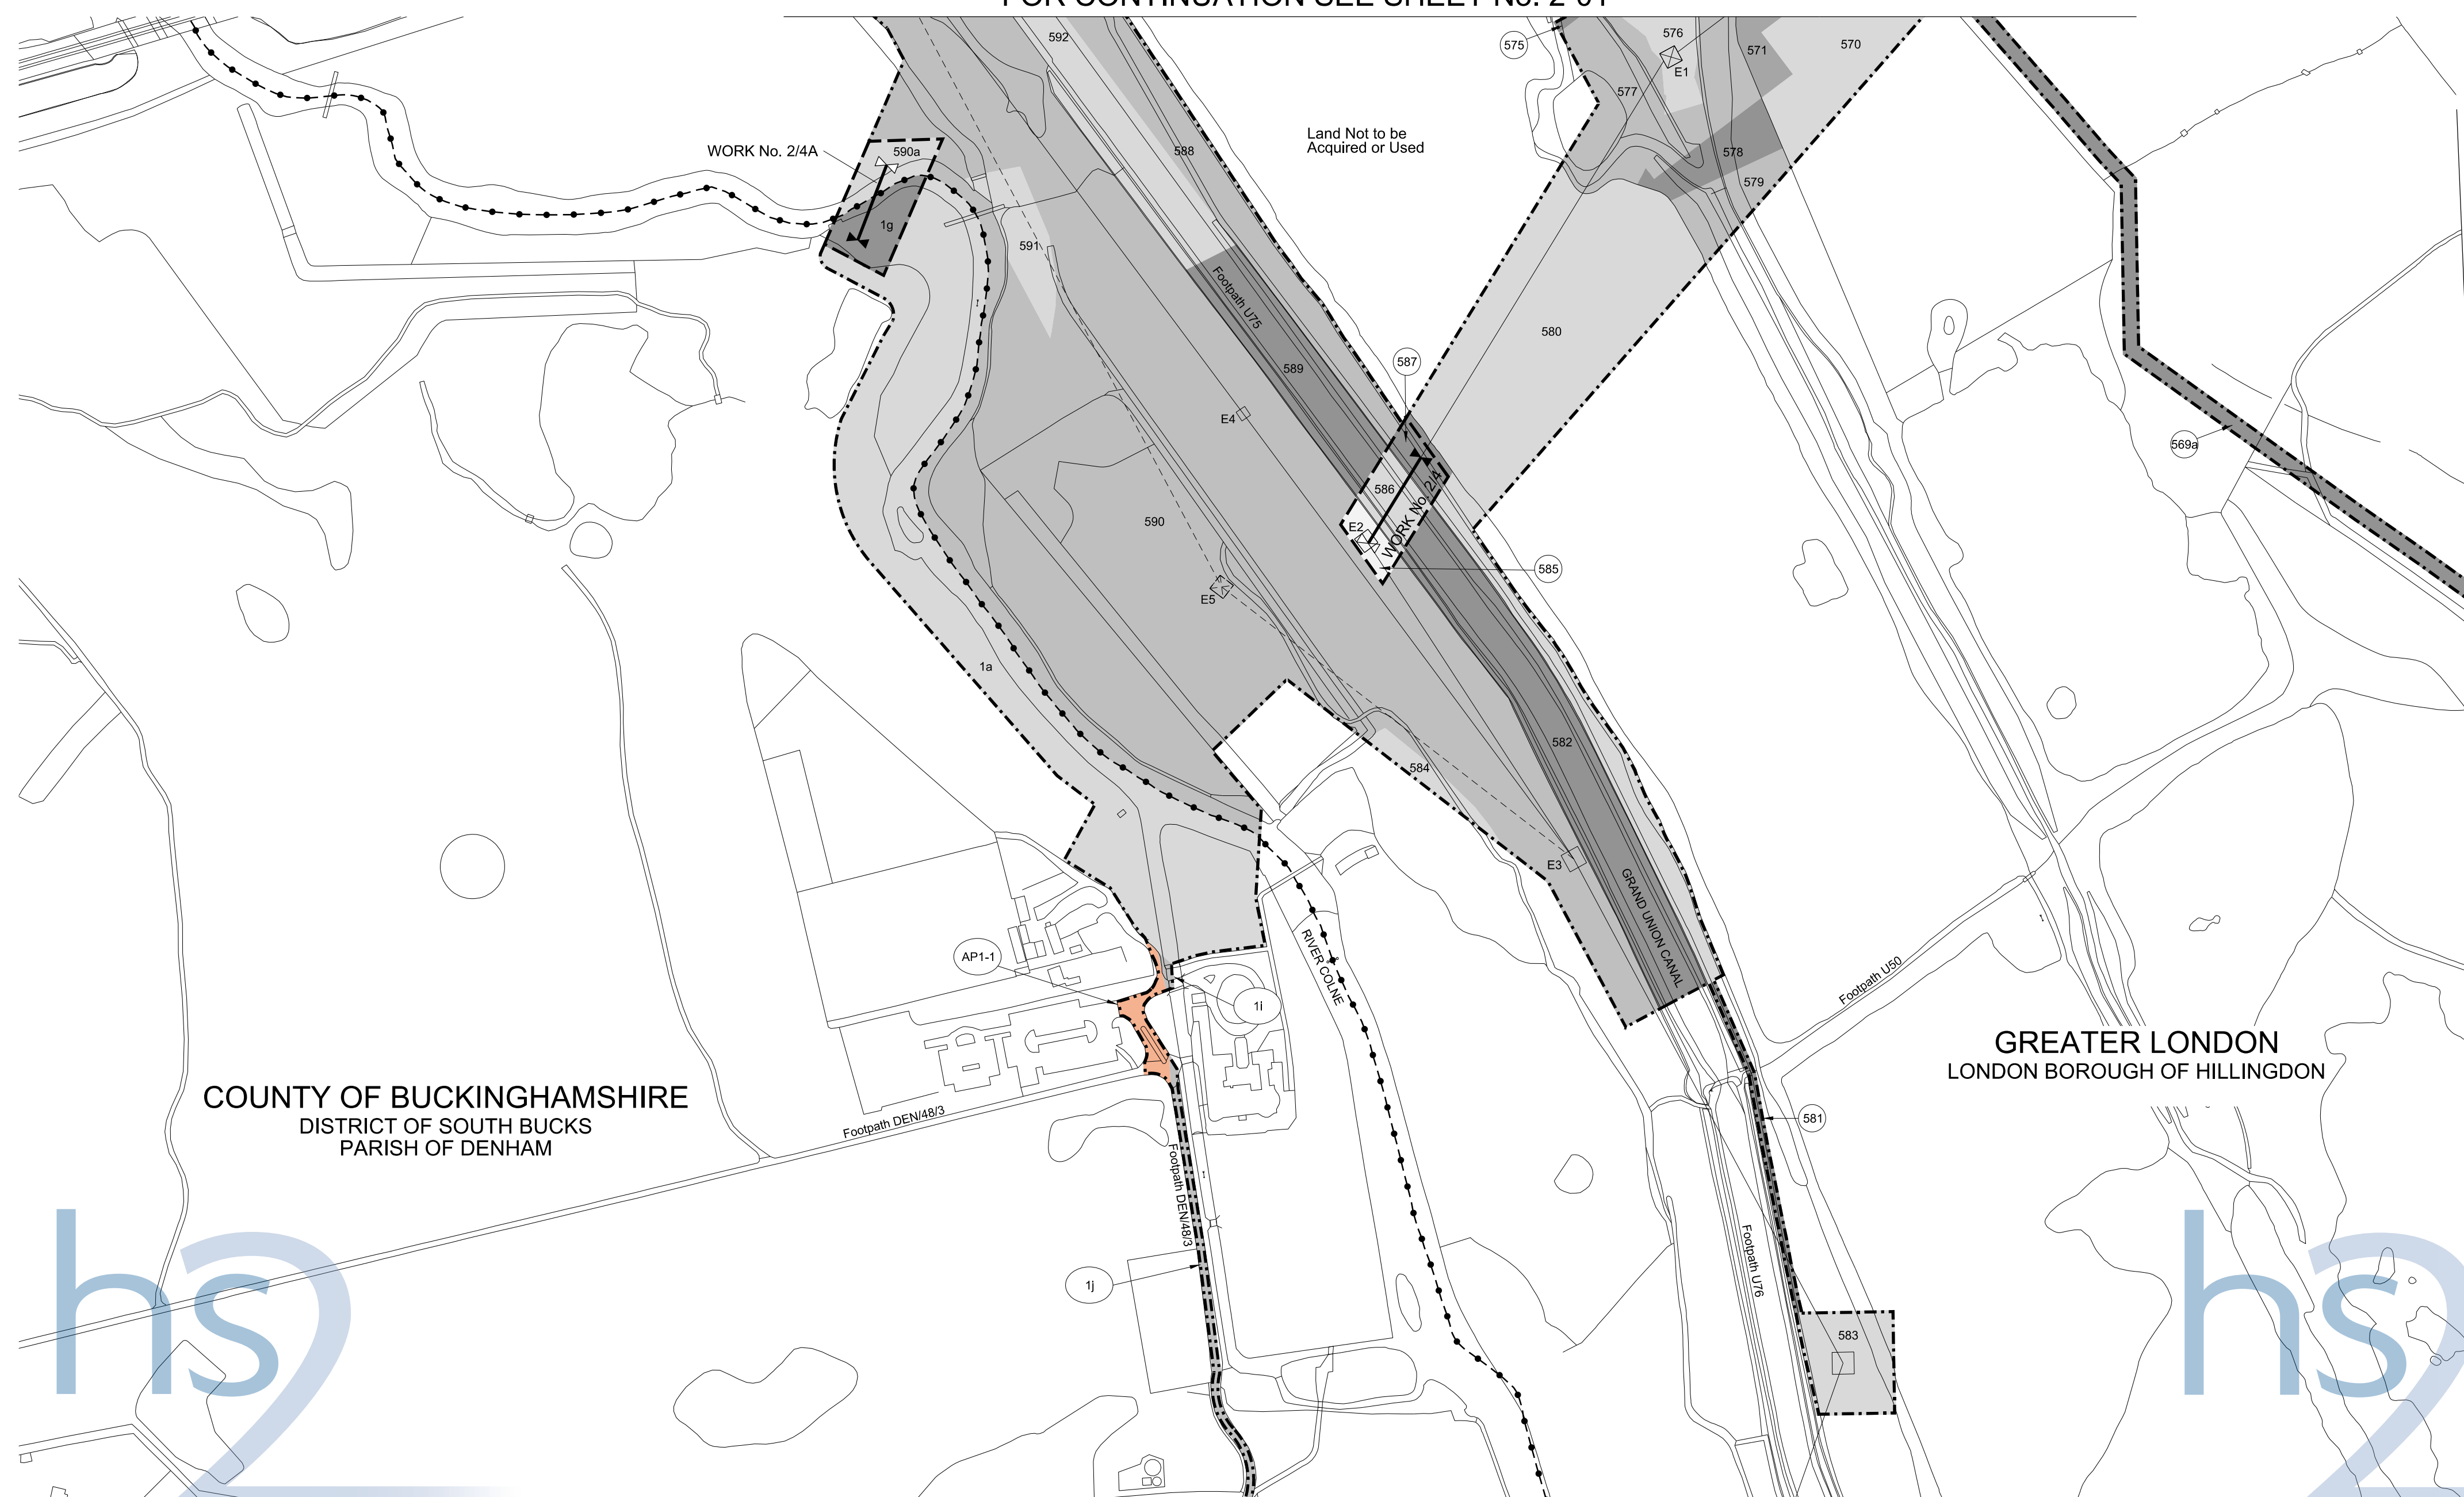 FOR CONTINUATION SEE SHEET No. 2-01
592
575
576
571
570
E1
577
WORK No. 2/4A
590a
588
Land Not to be
Acquired or Used
578
579
1g
591
Footpath U75
580
589
587
E4
569a
586
WORK No. 2/4
590
E2
585
E5
1a
582
584
E3
GRAND UNION CANAL
AP1-1
RIVER COLNE
1i
Footpath U50
GREATER LONDON
LONDON BOROUGH OF HILLINGDON
COUNTY OF BUCKINGHAMSHIRE
DISTRICT OF SOUTH BUCKS
PARISH OF DENHAM
Footpath DEN/48/3
581
Footpath DEN/48/3
Footpath U76
1j
583
hs2
hs2